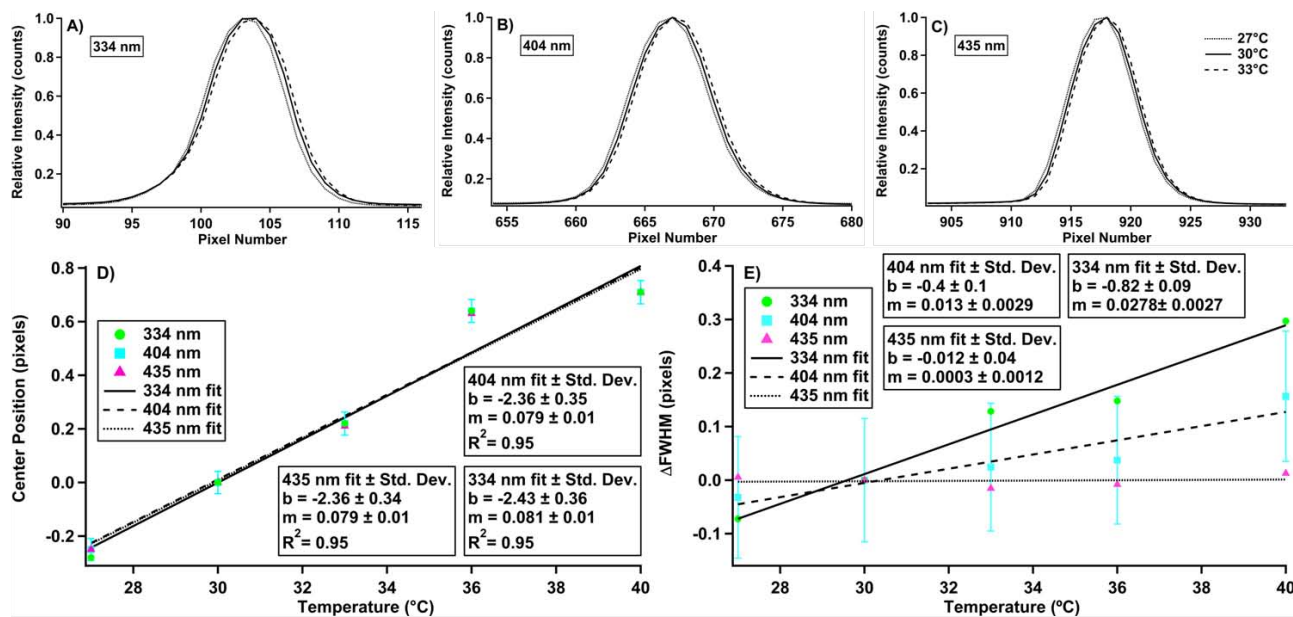 A)
334 nm
Relative Intensity (counts)
1.0
0.8
0.6
0.4
0.2
90
95
100
105
110
115
Pixel Number
B)
404 nm
Relative Intensity (counts)
1.0
0.8
0.6
0.4
0.2
660
670
680
Pixel Number
C)
435 nm
27°C
30°C
33°C
Relative Intensity (counts)
1.0
0.8
0.6
0.4
0.2
905
910
915
920
925
930
Pixel Number
D)
Center Position (pixels)
0.8
0.6
0.4
0.2
0.0
-0.2
334 nm
404 nm
435 nm
334 nm fit
404 nm fit
435 nm fit
404 nm fit ± Std. Dev.
b = -2.36 ± 0.35
m = 0.079 ± 0.01
R² = 0.95
435 nm fit ± Std. Dev.
b = -2.36 ± 0.34
m = 0.079 ± 0.01
R² = 0.95
334 nm fit ± Std. Dev.
b = -2.43 ± 0.36
m = 0.081 ± 0.01
R² = 0.95
28
30
32
34
36
38
40
Temperature (°C)
E)
ΔFWHM (pixels)
0.4
0.3
0.2
0.1
0.0
-0.1
334 nm
404 nm
435 nm
334 nm fit
404 nm fit
435 nm fit
404 nm fit ± Std. Dev.
b = -0.4 ± 0.1
m = 0.013 ± 0.0029
334 nm fit ± Std. Dev.
b = -0.82 ± 0.09
m = 0.0278± 0.0027
435 nm fit ± Std. Dev.
b = -0.012 ± 0.04
m = 0.0003 ± 0.0012
28
30
32
34
36
38
40
Temperature (ºC)